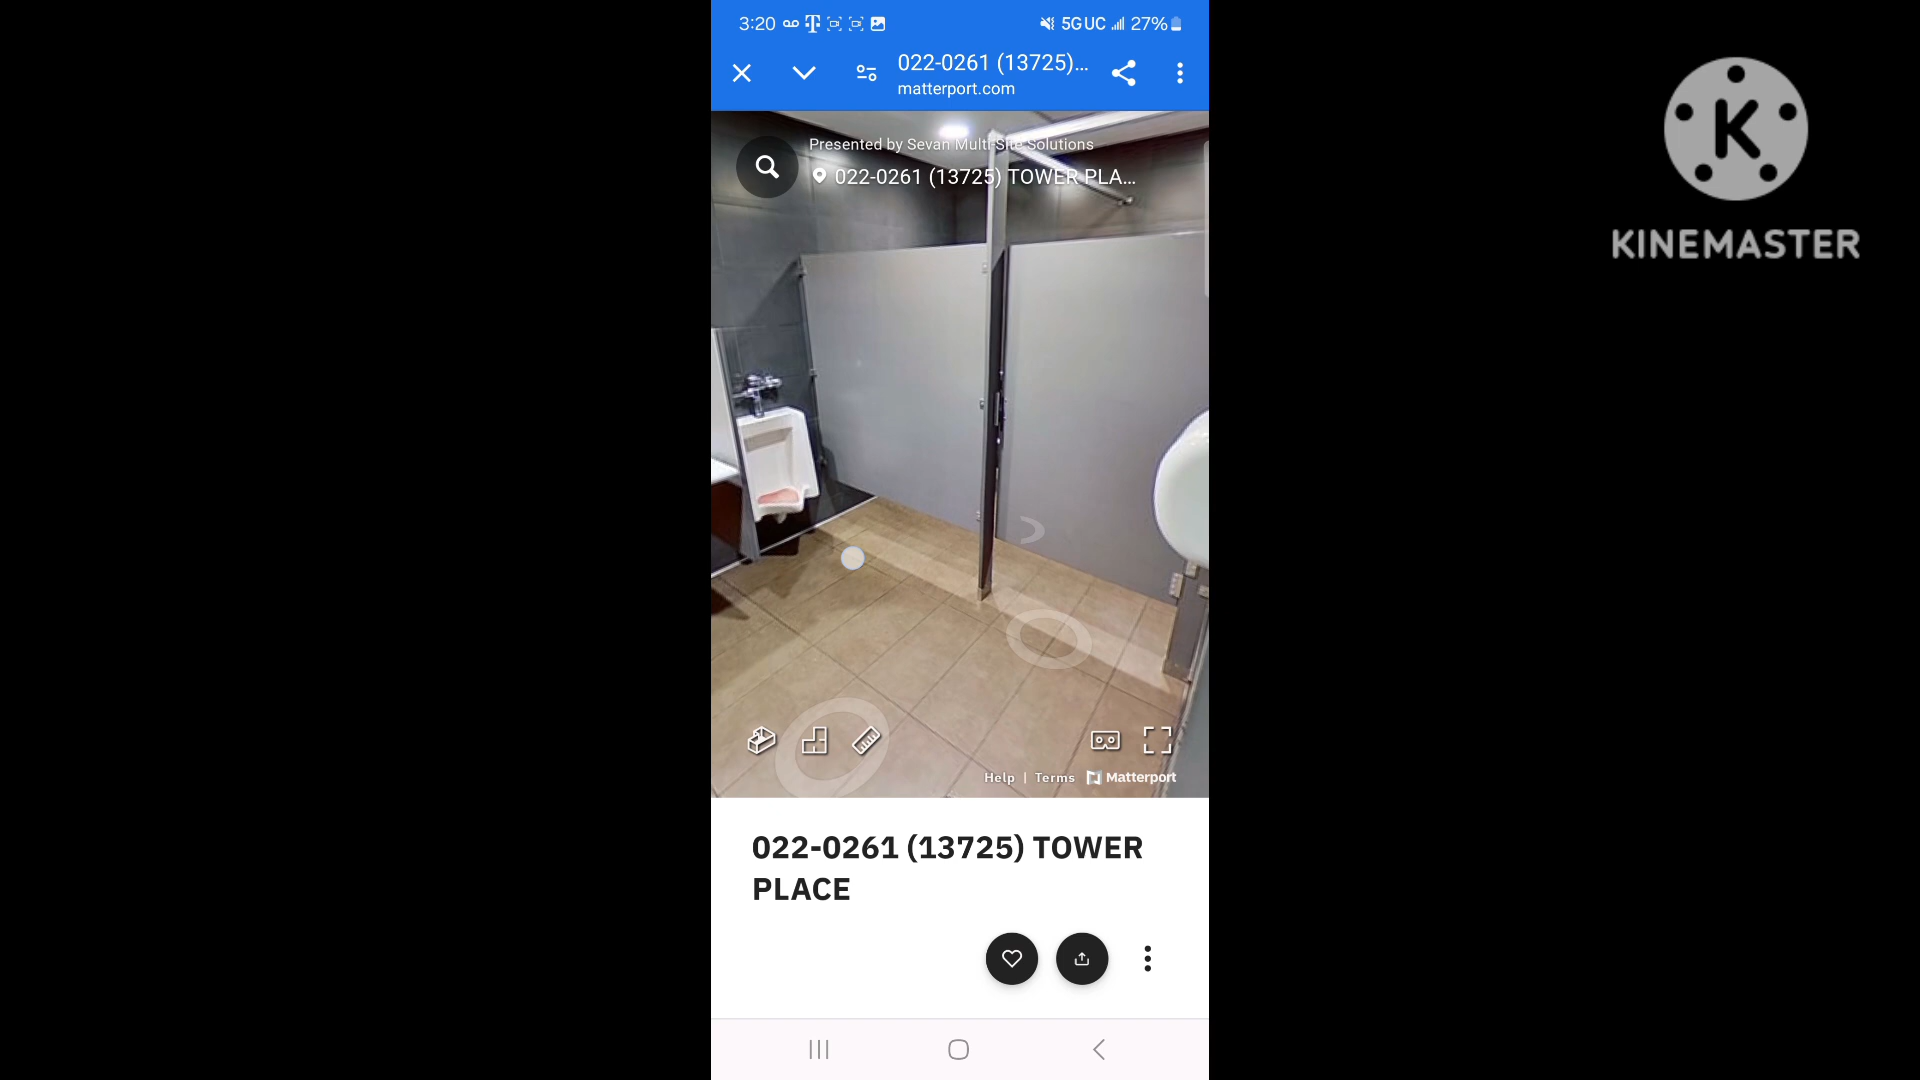 3:20 5GUC 27%
022-0261 (13725)...
matterport.com
Presented by Sevan Multi-Site Solutions
022-0261 (13725) TOWER PLA...
Help | Terms Matterport
022-0261 (13725) TOWER
PLACE
K
KINEMASTER